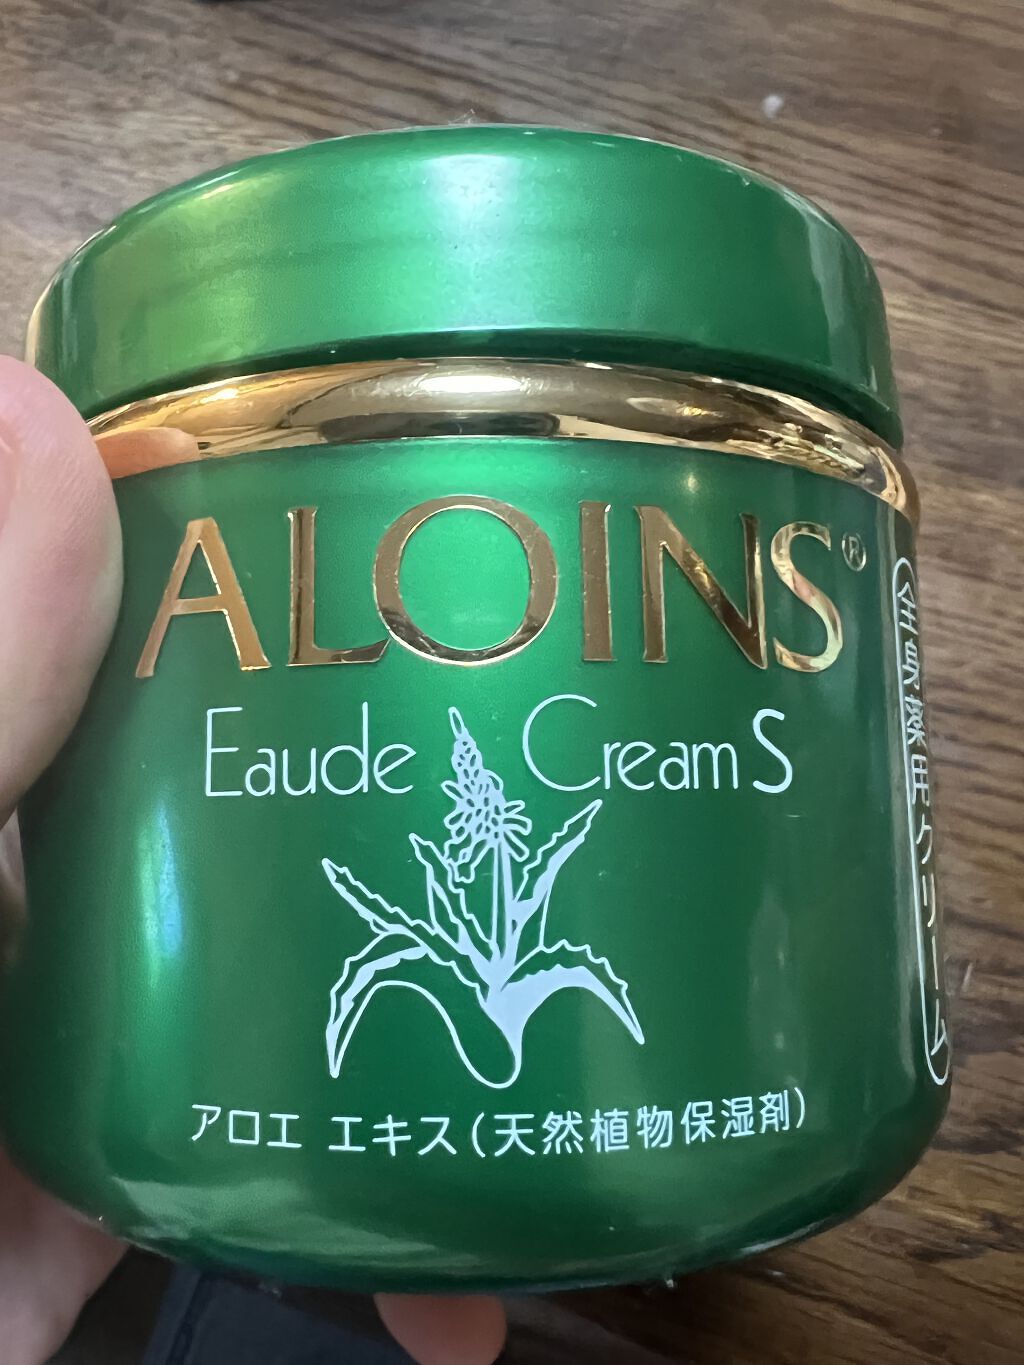 ALOINS®
Eaude Cream S
アロエ エキス(天然植物保湿剤)
全身薬用クリーム